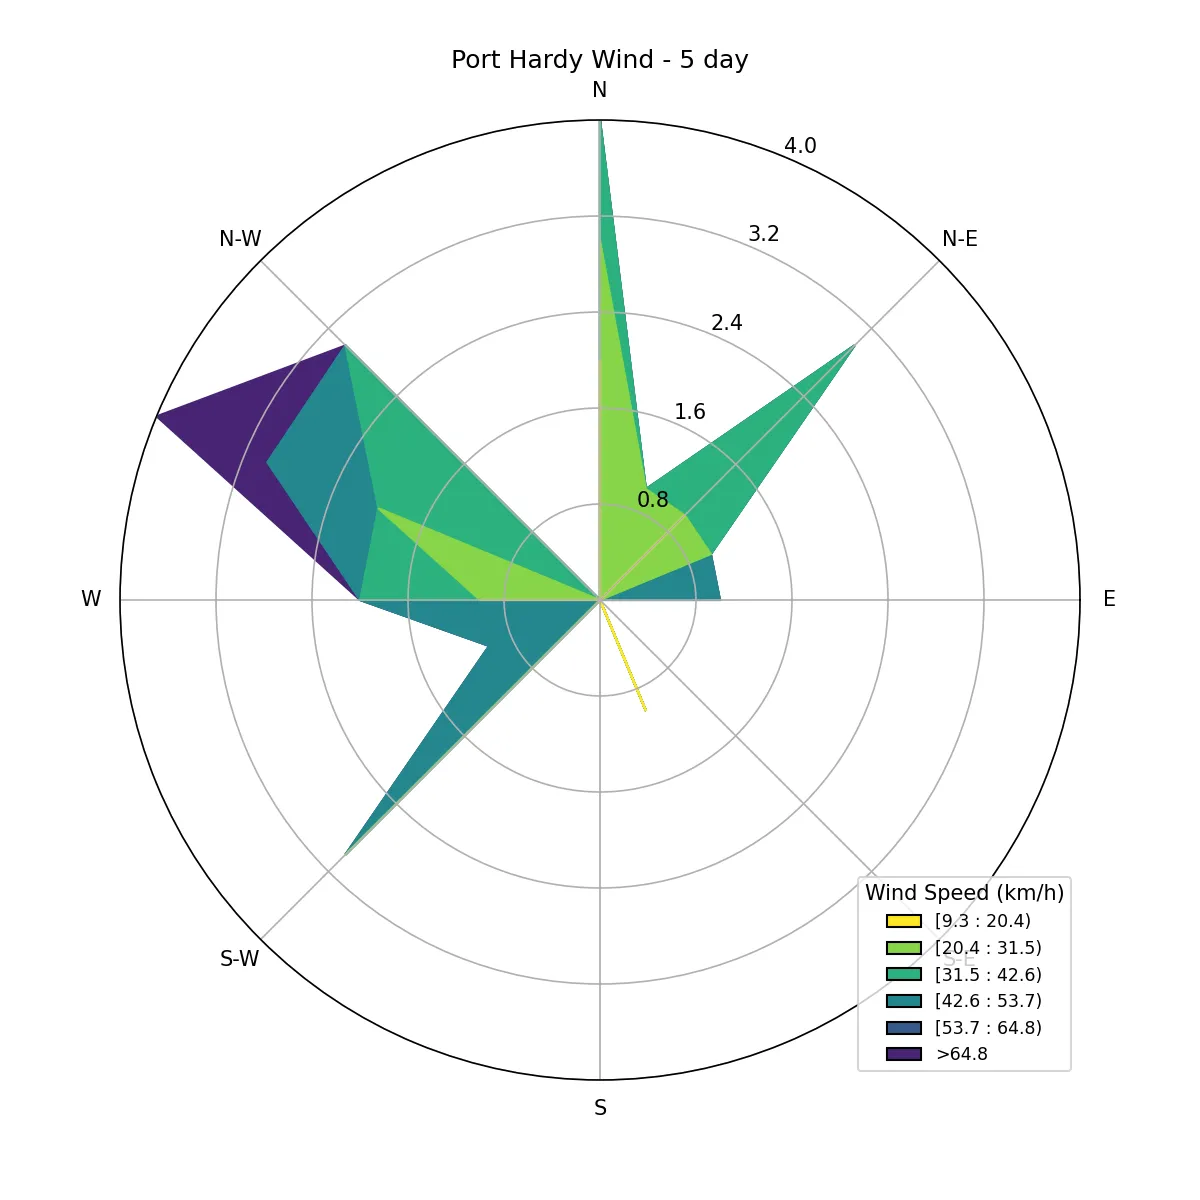 Port Hardy Wind - 5 day
N
4.0
N-W
3.2
N-E
2.4
1.6
0.8
W
E
S-W
S-E
S
Wind Speed (km/h)
[9.3 : 20.4)
[20.4 : 31.5)
[31.5 : 42.6)
[42.6 : 53.7)
[53.7 : 64.8)
>64.8